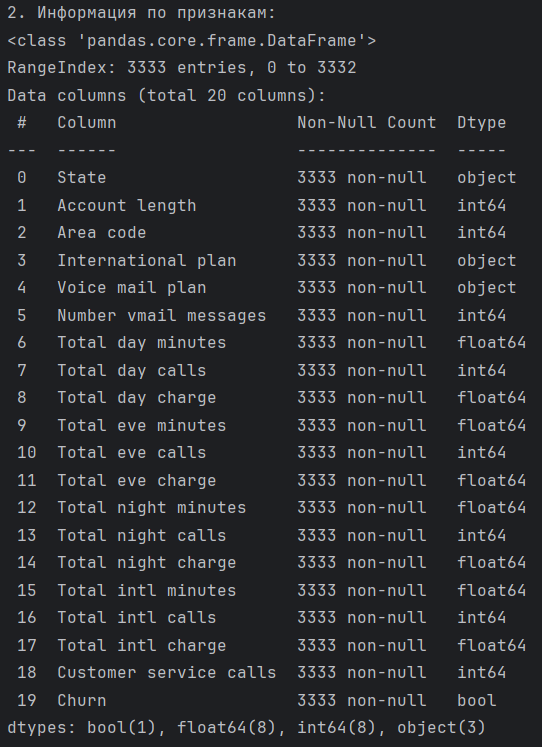 2. Информация по признакам:
<class 'pandas.core.frame.DataFrame'>
RangeIndex: 3333 entries, 0 to 3332
Data columns (total 20 columns):
 #   Column                  Non-Null Count  Dtype
---  ------                  --------------  -----
 0   State                   3333 non-null   object
 1   Account length          3333 non-null   int64
 2   Area code               3333 non-null   int64
 3   International plan      3333 non-null   object
 4   Voice mail plan         3333 non-null   object
 5   Number vmail messages   3333 non-null   int64
 6   Total day minutes       3333 non-null   float64
 7   Total day calls         3333 non-null   int64
 8   Total day charge        3333 non-null   float64
 9   Total eve minutes       3333 non-null   float64
 10  Total eve calls         3333 non-null   int64
 11  Total eve charge        3333 non-null   float64
 12  Total night minutes     3333 non-null   float64
 13  Total night calls       3333 non-null   int64
 14  Total night charge      3333 non-null   float64
 15  Total intl minutes      3333 non-null   float64
 16  Total intl calls        3333 non-null   int64
 17  Total intl charge       3333 non-null   float64
 18  Customer service calls  3333 non-null   int64
 19  Churn                   3333 non-null   bool
dtypes: bool(1), float64(8), int64(8), object(3)